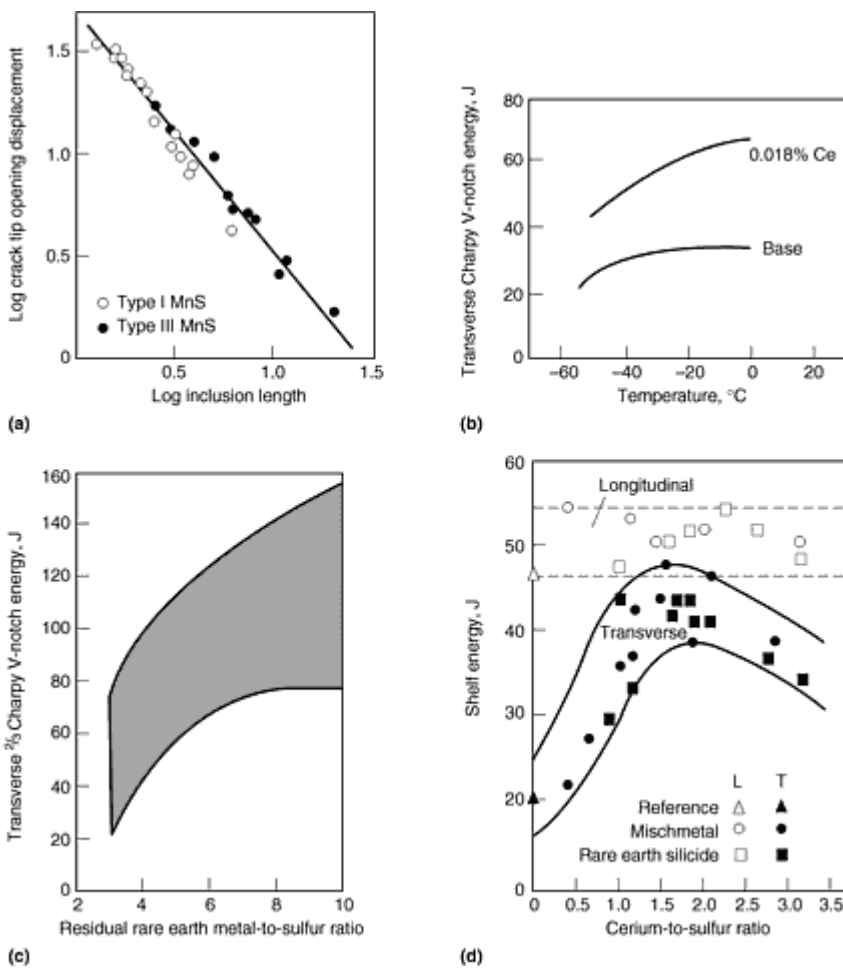 1.5
1.0
0.5
0
0.5
1.0
1.5
Log crack tip opening displacement
Type I MnS
Type III MnS
Log inclusion length
(a)
80
60
40
20
0
–60
–40
–20
0
20
Transverse Charpy V-notch energy, J
0.018% Ce
Base
Temperature, °C
(b)
160
140
120
100
80
60
40
20
0
2
4
6
8
10
Transverse 2/3 Charpy V-notch energy, J
Residual rare earth metal-to-sulfur ratio
(c)
60
50
40
30
20
0
0
0.5
1.0
1.5
2.0
2.5
3.0
3.5
Shelf energy, J
Longitudinal
Transverse
L T
Reference
Mischmetal
Rare earth silicide
Cerium-to-sulfur ratio
(d)